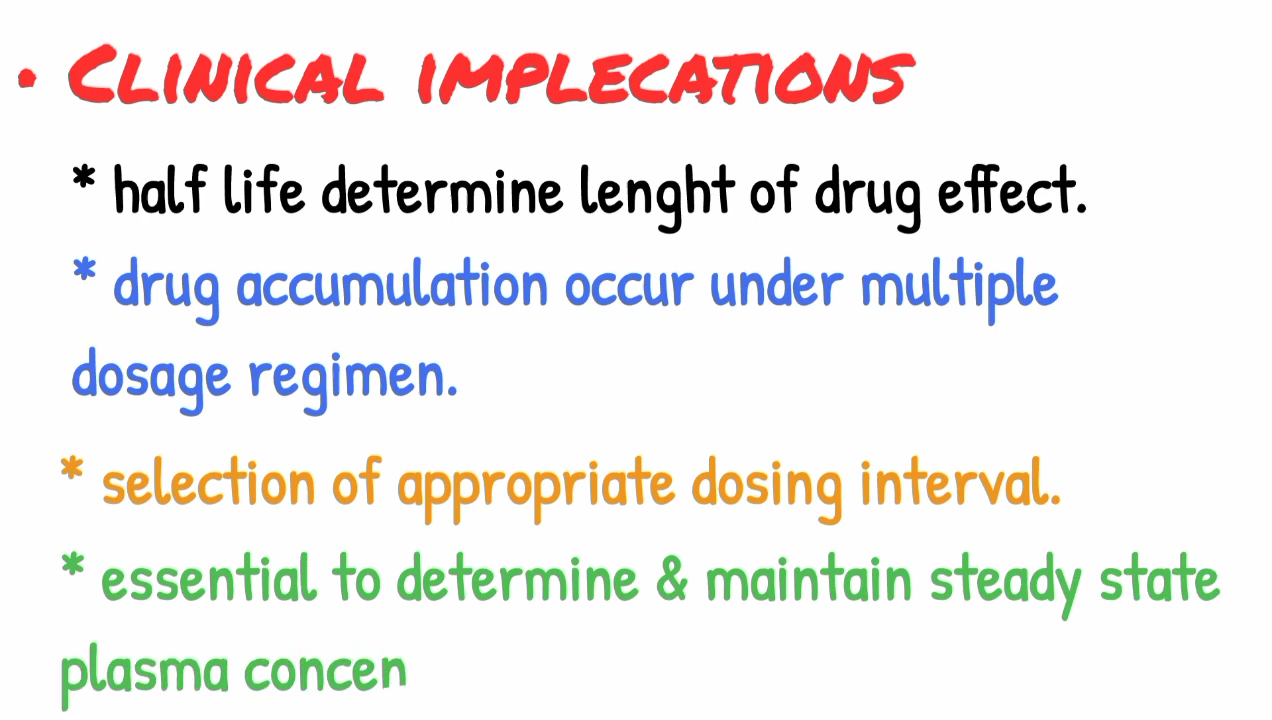 • CLINICAL IMPLECATIONS
* half life determine lenght of drug effect.
* drug accumulation occur under multiple
dosage regimen.
* selection of appropriate dosing interval.
* essential to determine & maintain steady state
plasma concen